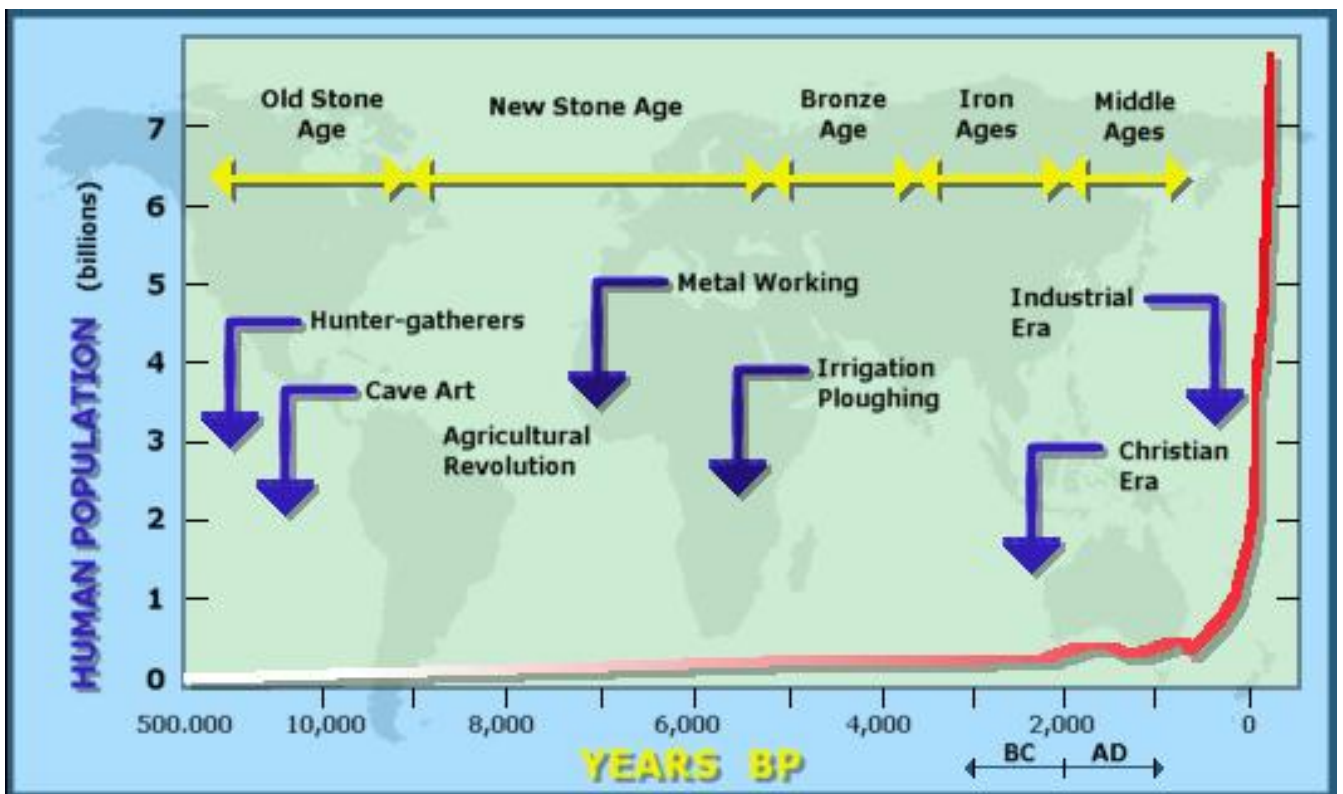 Old Stone
Age
New Stone Age
Bronze
Age
Iron
Ages
Middle
Ages
HUMAN POPULATION (billions)
7
6
5
4
3
2
1
0
Hunter-gatherers
Cave Art
Metal Working
Agricultural
Revolution
Irrigation
Ploughing
Industrial
Era
Christian
Era
500.000 10,000 8,000 6,000 4,000 2,000 0
YEARS BP
BC AD